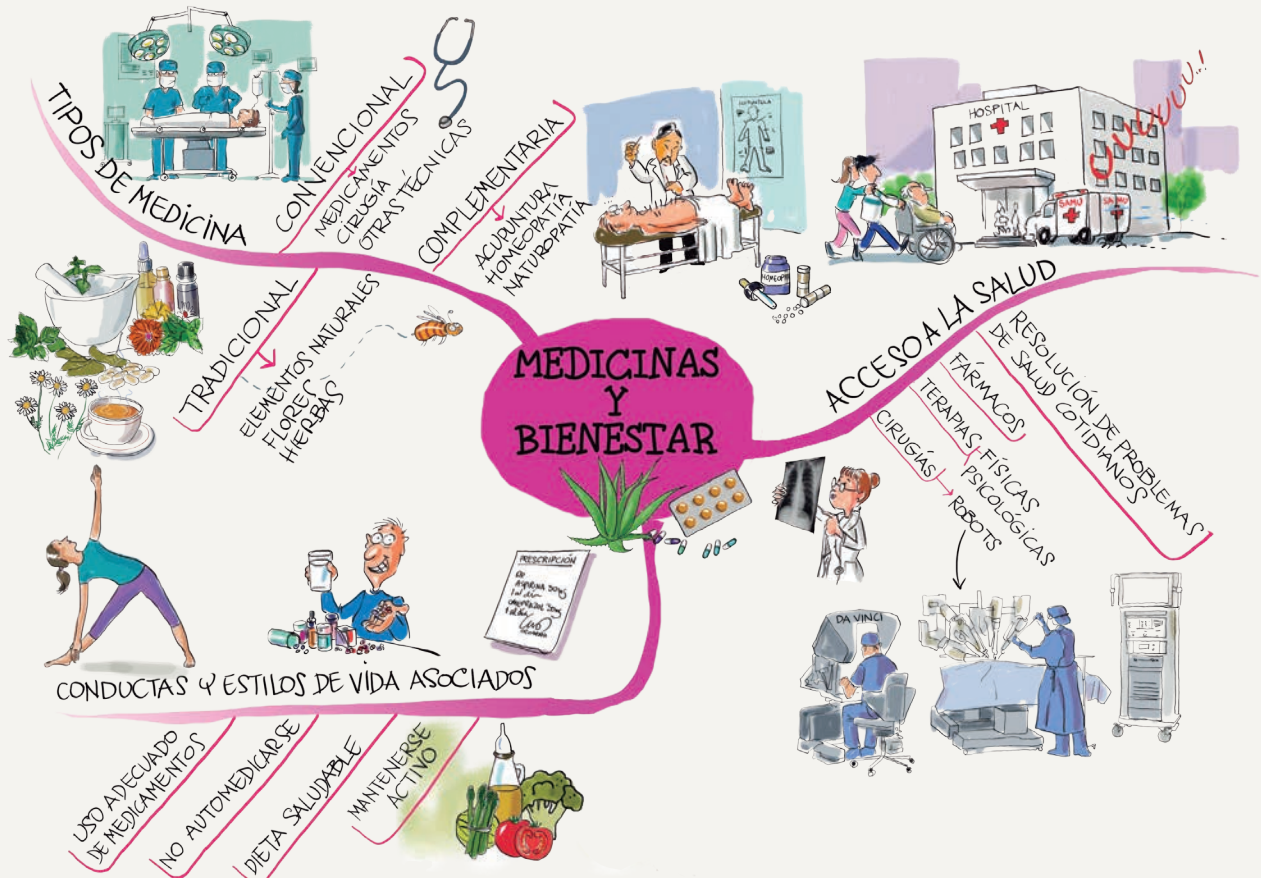 MEDICINAS
Y
BIENESTAR
TIPOS DE MEDICINA
CONVENCIONAL
MEDICAMENTOS
CIRUGÍA
OTRAS TÉCNICAS
COMPLEMENTARIA
ACUPUNTURA
HOMEOPATÍA
NATUROPATÍA
TRADICIONAL
ELEMENTOS NATURALES
FLORES
HIERBAS
ACCESO A LA SALUD
HOSPITAL
UUUUUU..!
SAMU
RESOLUCIÓN DE PROBLEMAS
DE SALUD COTIDIANOS
FÁRMACOS
TERAPIAS
FÍSICAS
PSICOLÓGICAS
CIRUGÍAS
ROBOTS
DA VINCI
PRESCRIPCIÓN
CONDUCTAS Y ESTILOS DE VIDA ASOCIADOS
USO ADECUADO
DE MEDICAMENTOS
NO AUTOMEDICARSE
DIETA SALUDABLE
MANTENERSE
ACTIVO